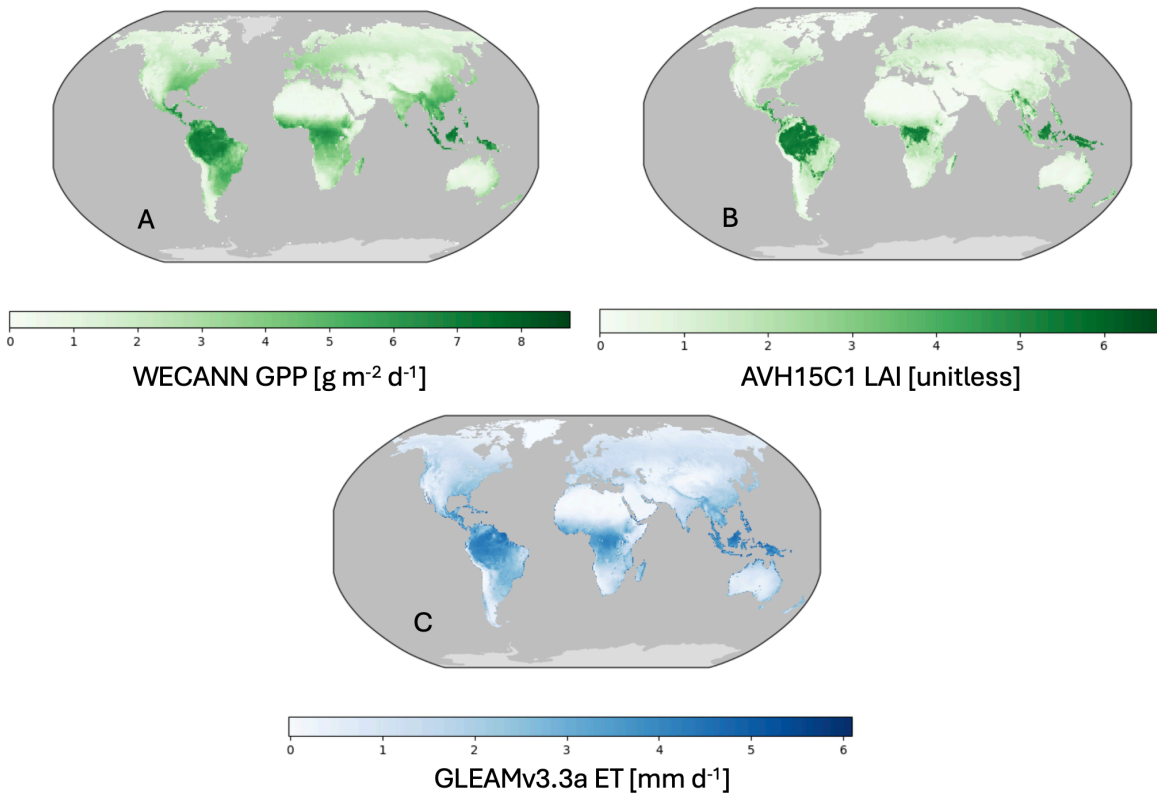 A
B
0 1 2 3 4 5 6 7 8
WECANN GPP [g m-2 d-1]
0 1 2 3 4 5 6
AVH15C1 LAI [unitless]
C
0 1 2 3 4 5 6
GLEAMv3.3a ET [mm d-1]